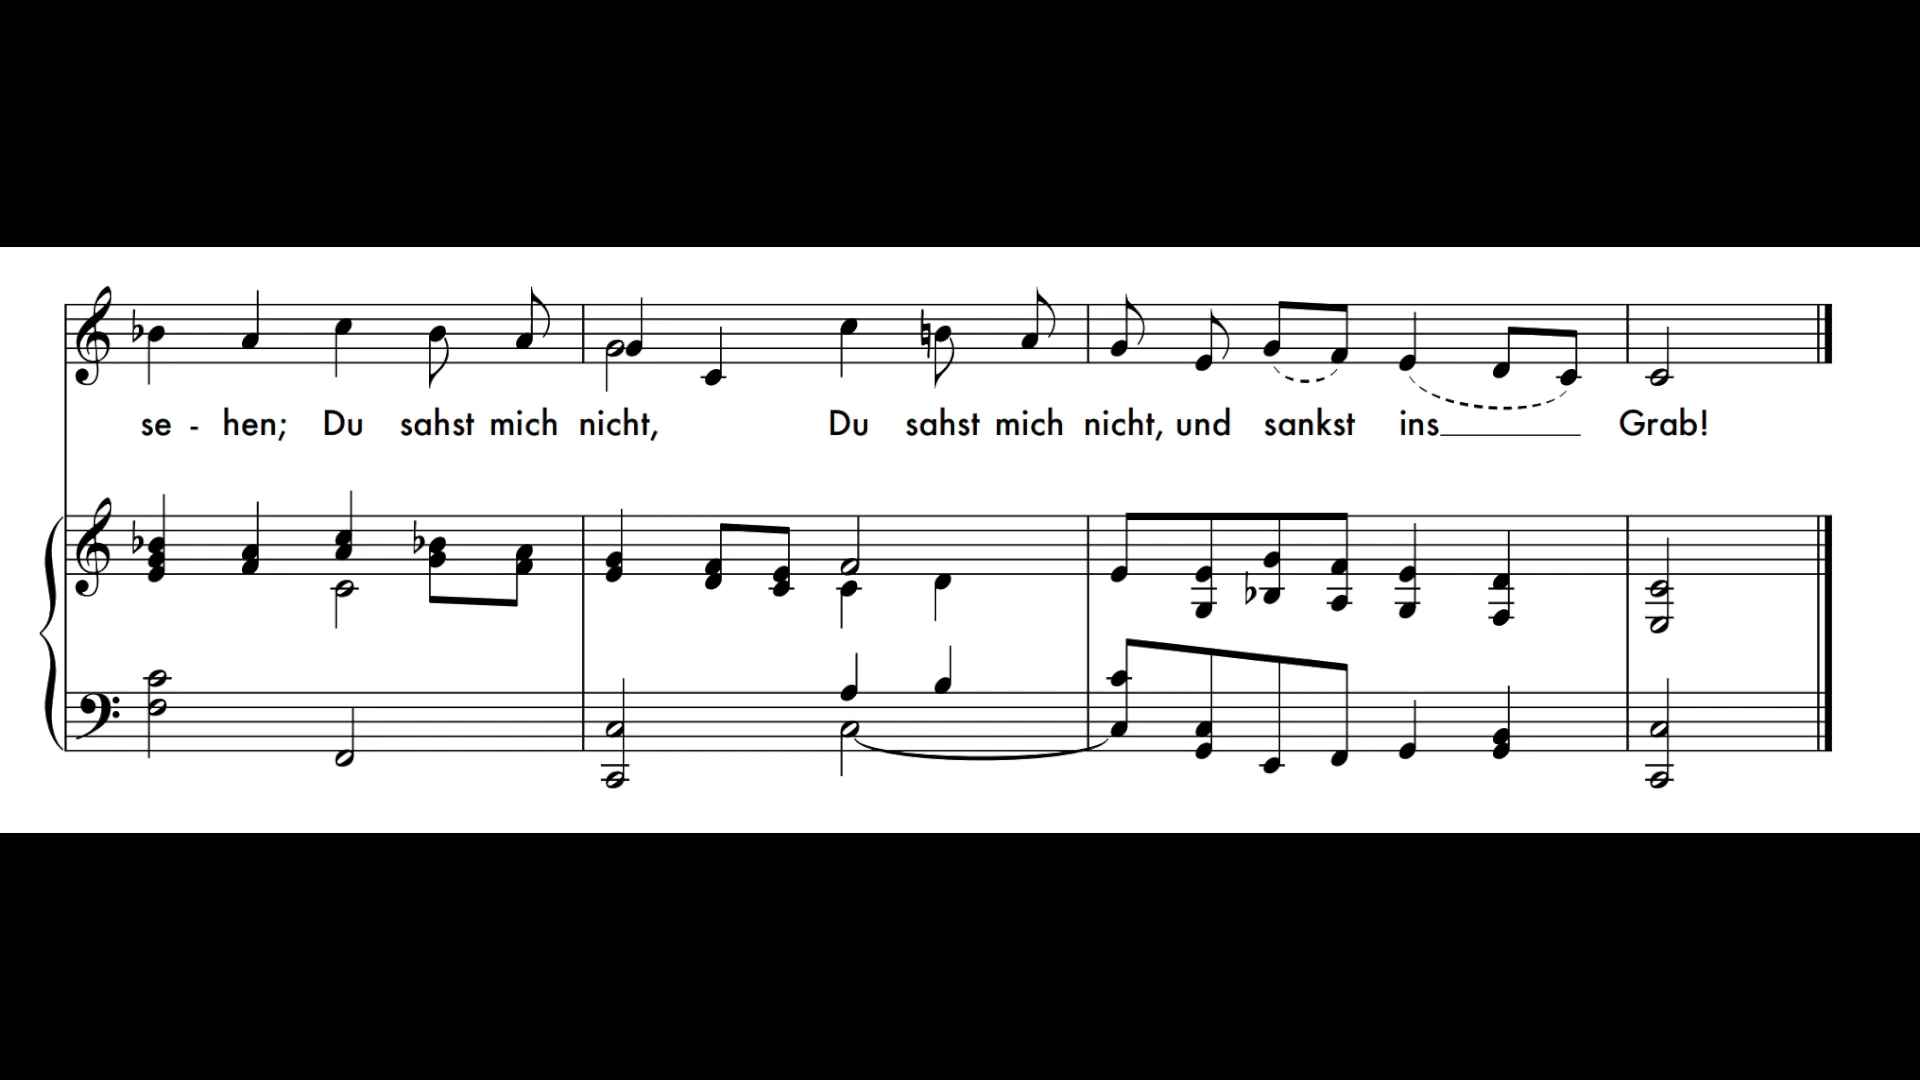 se - hen; Du sahst mich nicht, Du sahst mich nicht, und sankst ins Grab!